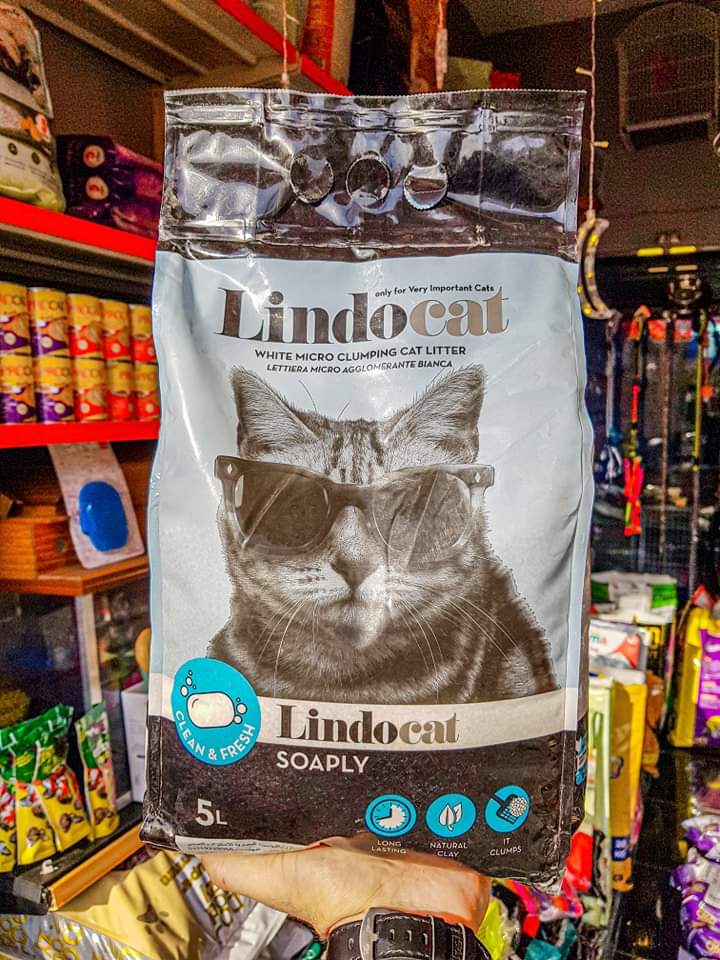 only for Very Important Cats
Lindocat
WHITE MICRO CLUMPING CAT LITTER
LETTIERA MICRO AGGLOMERANTE BIANCA
CLEAN & FRESH
Lindocat
SOAPLY
5L
LONG
LASTING
NATURAL
CLAY
IT
CLUMPS